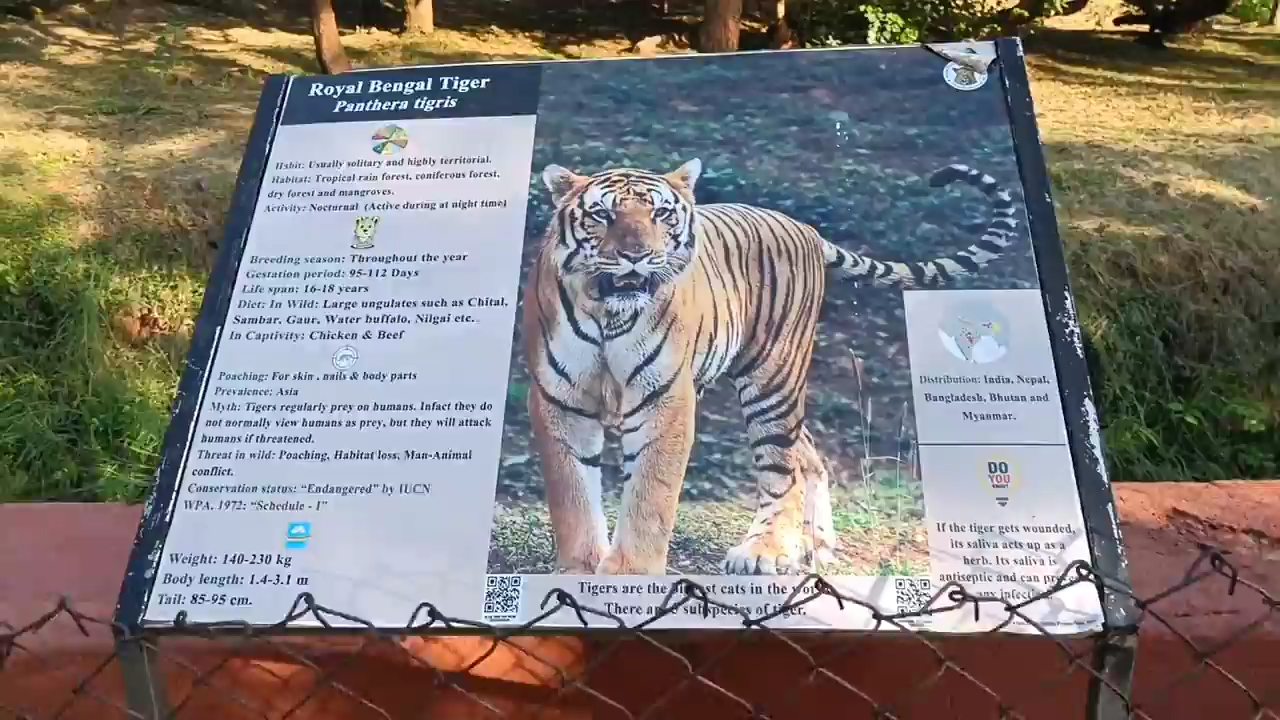 Royal Bengal Tiger
Panthera tigris
Habit: Usually solitary and highly territorial.
Habitat: Tropical rain forest, coniferous forest,
dry forest and mangroves.
Activity: Nocturnal (Active during at night time)
Breeding season: Throughout the year
Gestation period: 95-112 Days
Life span: 16-18 years
Diet: In Wild: Large ungulates such as Chital,
Sambar, Gaur, Water buffalo, Nilgai etc.
In Captivity: Chicken & Beef
Poaching: For skin , nails & body parts
Prevalence: Asia
Myth: Tigers regularly prey on humans. Infact they do
not normally view humans as prey, but they will attack
humans if threatened.
Threat in wild: Poaching, Habitat loss, Man-Animal
conflict.
Conservation status: "Endangered" by IUCN
WPA, 1972: "Schedule - I"
Weight: 140-230 kg
Body length: 1.4-3.1 m
Tail: 85-95 cm.
Distribution: India, Nepal,
Bangladesh, Bhutan and
Myanmar.
DO
YOU
If the tiger gets wounded,
its saliva acts up as a
herb. Its saliva is
antiseptic and can
any
Tigers are the cats in the
There subspecies of tiger.